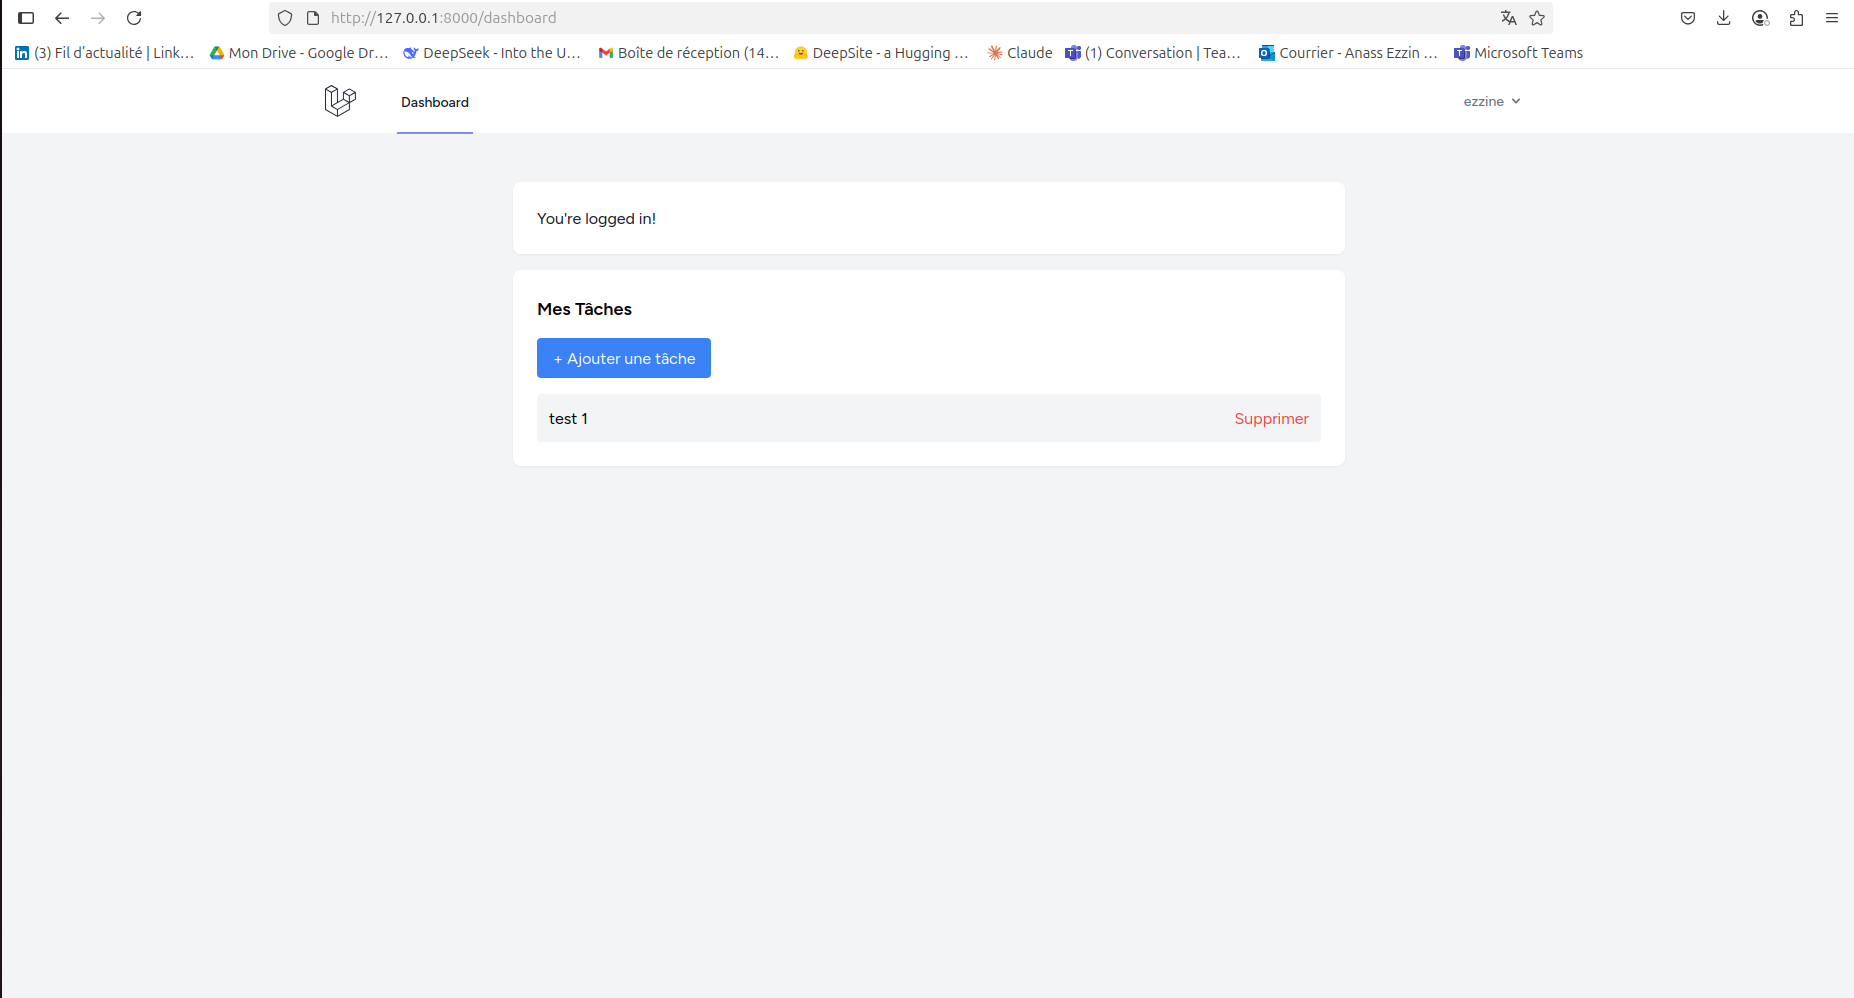 http://127.0.0.1:8000/dashboard
(3) Fil d’actualité | Link… Mon Drive - Google Dr… DeepSeek - Into the U… Boîte de réception (14… DeepSite - a Hugging … Claude (1) Conversation | Tea… Courrier - Anass Ezzin … Microsoft Teams
Dashboard ezzine
You're logged in!
Mes Tâches
+ Ajouter une tâche
test 1 Supprimer